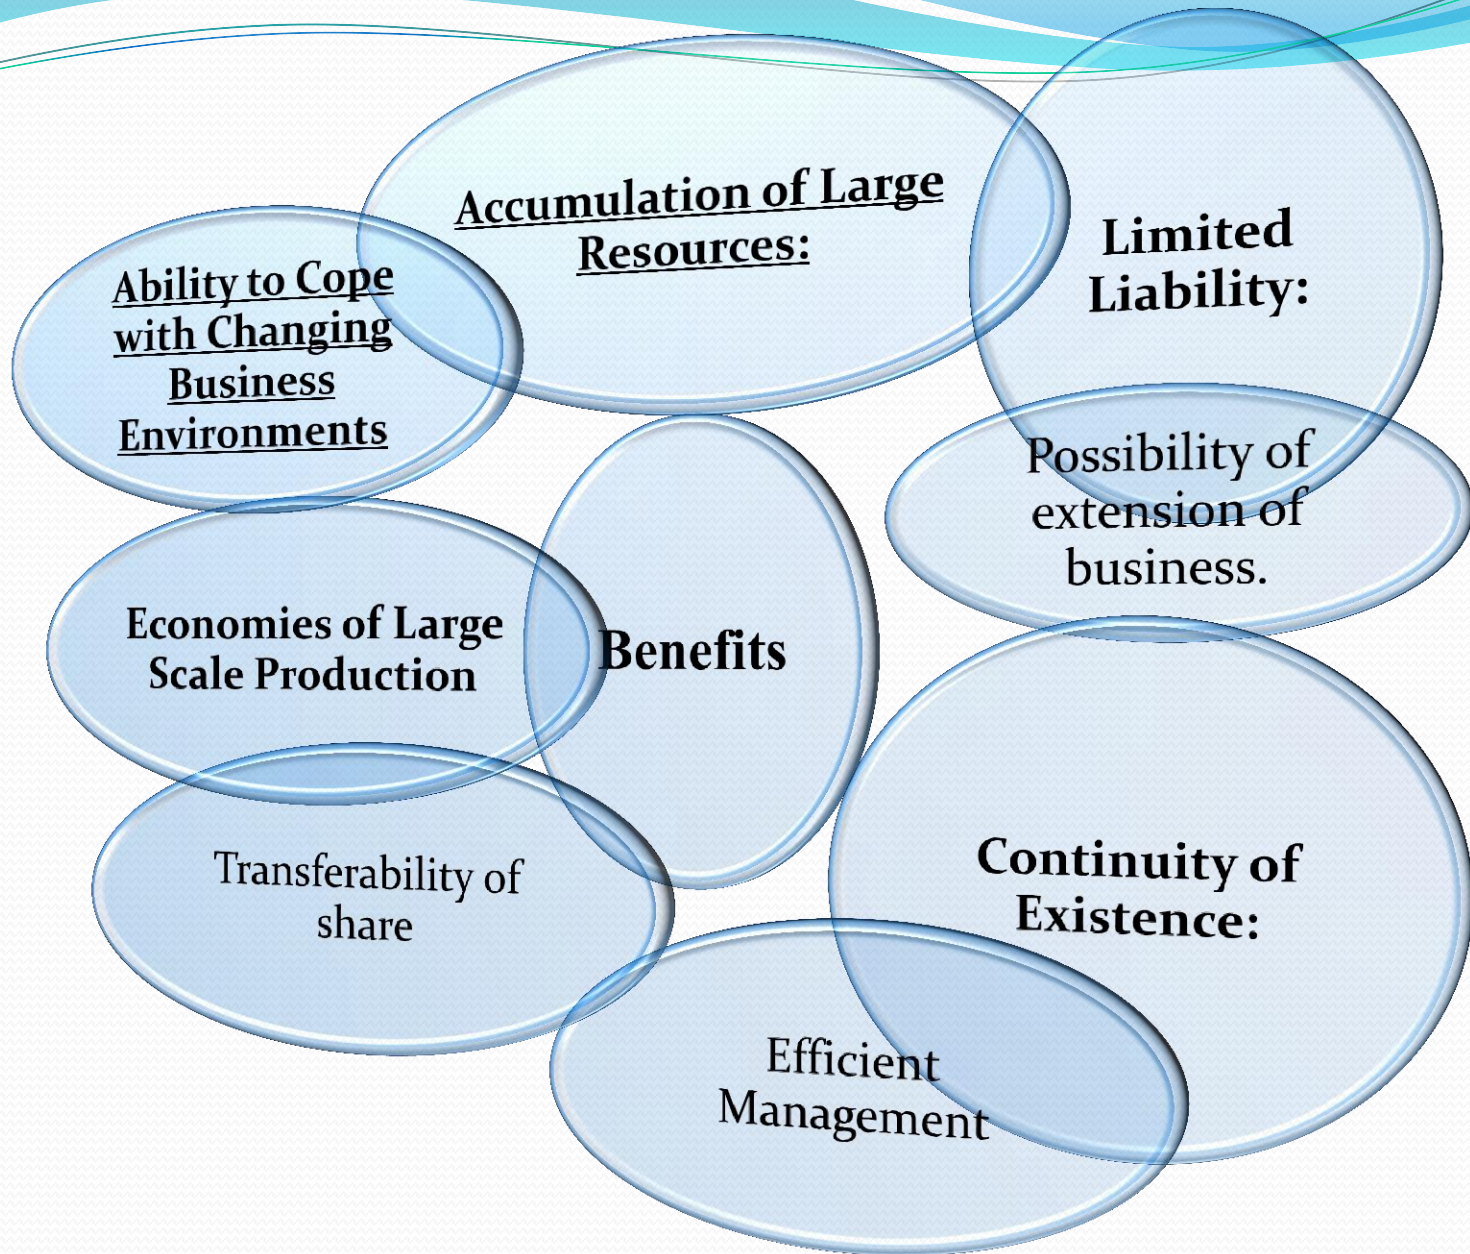 Accumulation of Large
Resources:
Limited
Liability:
Possibility of
extension of
business.
Continuity of
Existence:
Efficient
Management
Transferability of
share
Economies of Large
Scale Production
Ability to Cope
with Changing
Business
Environments
Benefits